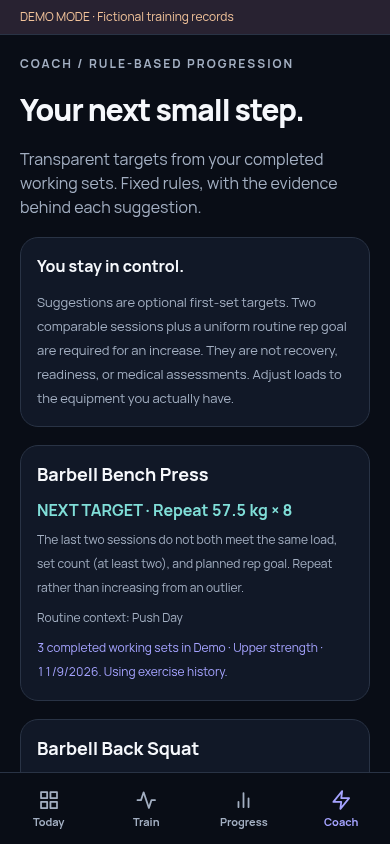 DEMO MODE · Fictional training records
COACH / RULE-BASED PROGRESSION
Your next small step.
Transparent targets from your completed
working sets. Fixed rules, with the evidence
behind each suggestion.
You stay in control.
Suggestions are optional first-set targets. Two
comparable sessions plus a uniform routine rep goal
are required for an increase. They are not recovery,
readiness, or medical assessments. Adjust loads to
the equipment you actually have.
Barbell Bench Press
NEXT TARGET · Repeat 57.5 kg × 8
The last two sessions do not both meet the same load,
set count (at least two), and planned rep goal. Repeat
rather than increasing from an outlier.
Routine context: Push Day
3 completed working sets in Demo · Upper strength ·
11/9/2026. Using exercise history.
Barbell Back Squat
Today
Train
Progress
Coach